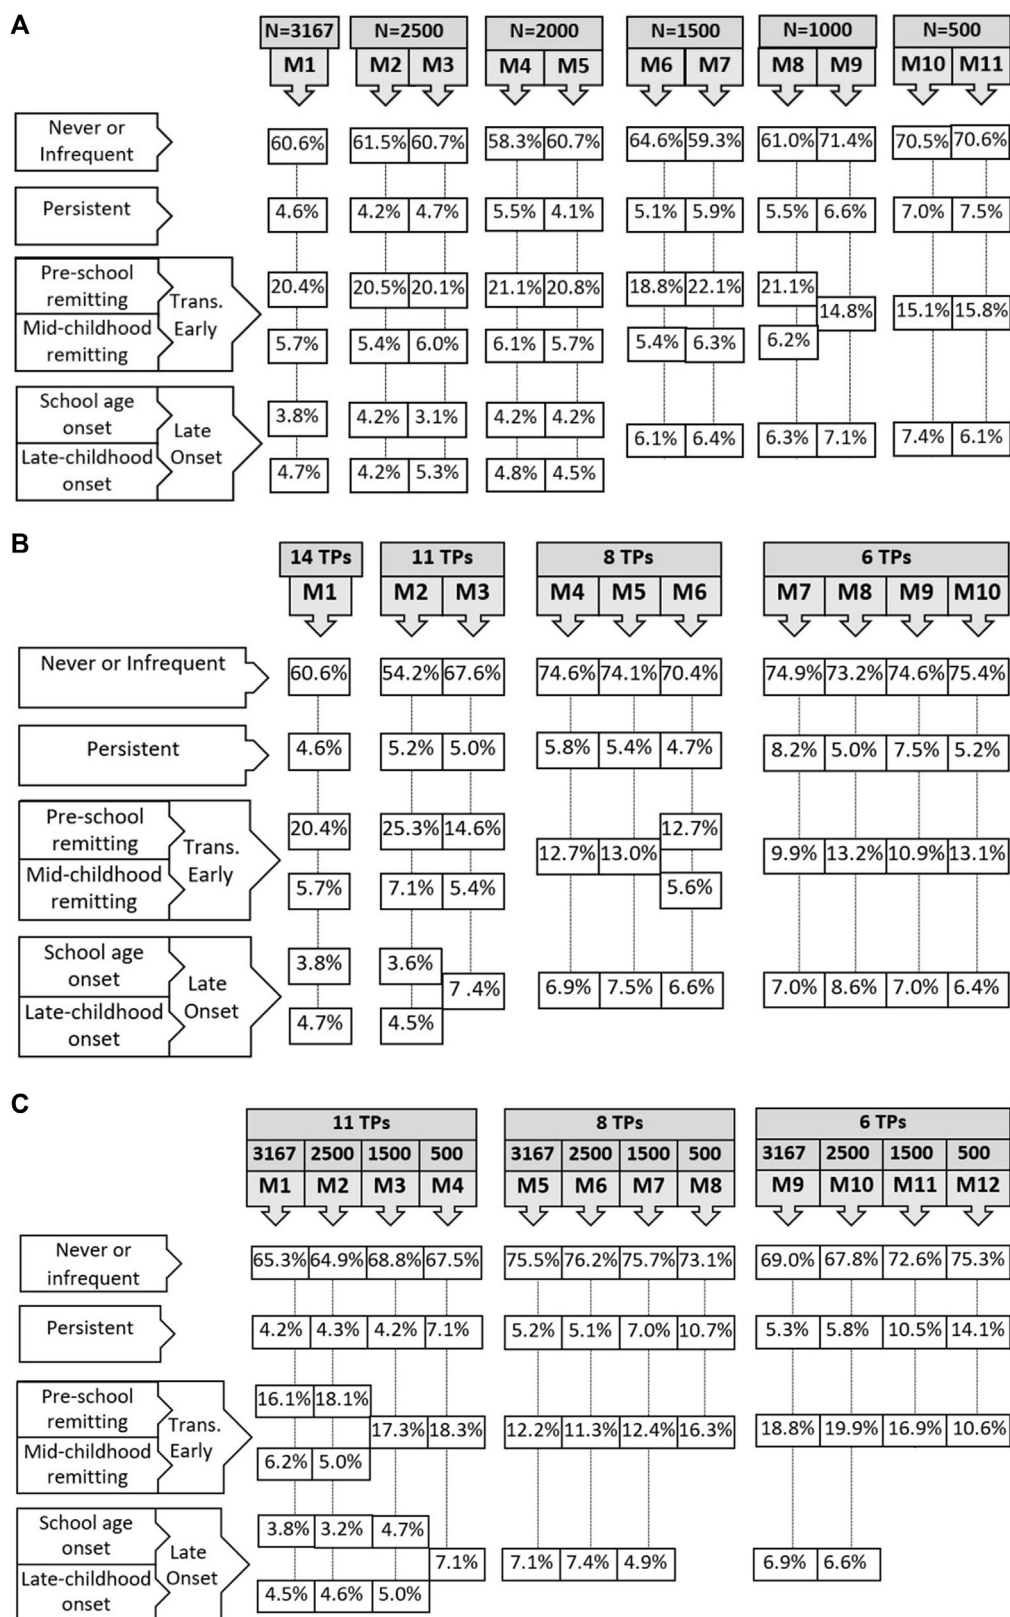 A
N=3167 N=2500 N=2000 N=1500 N=1000 N=500
M1 M2 M3 M4 M5 M6 M7 M8 M9 M10 M11
Never or
Infrequent
60.6% 61.5% 60.7% 58.3% 60.7% 64.6% 59.3% 61.0% 71.4% 70.5% 70.6%
Persistent
4.6% 4.2% 4.7% 5.5% 4.1% 5.1% 5.9% 5.5% 6.6% 7.0% 7.5%
Pre-school
remitting
Trans.
Early
20.4% 20.5% 20.1% 21.1% 20.8% 18.8% 22.1% 21.1%
14.8% 15.1% 15.8%
Mid-childhood
remitting
5.7% 5.4% 6.0% 6.1% 5.7% 5.4% 6.3% 6.2%
School age
onset
Late
Onset
3.8% 4.2% 3.1% 4.2% 4.2%
6.1% 6.4% 6.3% 7.1% 7.4% 6.1%
Late-childhood
onset
4.7% 4.2% 5.3% 4.8% 4.5%
B
14 TPs 11 TPs 8 TPs 6 TPs
M1 M2 M3 M4 M5 M6 M7 M8 M9 M10
Never or Infrequent
60.6% 54.2% 67.6% 74.6% 74.1% 70.4% 74.9% 73.2% 74.6% 75.4%
Persistent
4.6% 5.2% 5.0% 5.8% 5.4% 4.7% 8.2% 5.0% 7.5% 5.2%
Pre-school
remitting
Trans.
Early
20.4% 25.3% 14.6% 12.7%
12.7% 13.0% 9.9% 13.2% 10.9% 13.1%
Mid-childhood
remitting
5.7% 7.1% 5.4% 5.6%
School age
onset
Late
Onset
3.8% 3.6%
7 .4% 6.9% 7.5% 6.6% 7.0% 8.6% 7.0% 6.4%
Late-childhood
onset
4.7% 4.5%
C
11 TPs 8 TPs 6 TPs
3167 2500 1500 500 3167 2500 1500 500 3167 2500 1500 500
M1 M2 M3 M4 M5 M6 M7 M8 M9 M10 M11 M12
Never or
infrequent
65.3% 64.9% 68.8% 67.5% 75.5% 76.2% 75.7% 73.1% 69.0% 67.8% 72.6% 75.3%
Persistent
4.2% 4.3% 4.2% 7.1% 5.2% 5.1% 7.0% 10.7% 5.3% 5.8% 10.5% 14.1%
Pre-school
remitting
Trans.
Early
16.1% 18.1%
17.3% 18.3% 12.2% 11.3% 12.4% 16.3% 18.8% 19.9% 16.9% 10.6%
Mid-childhood
remitting
6.2% 5.0%
School age
onset
Late
Onset
3.8% 3.2% 4.7%
7.1% 7.1% 7.4% 4.9% 6.9% 6.6%
Late-childhood
onset
4.5% 4.6% 5.0%